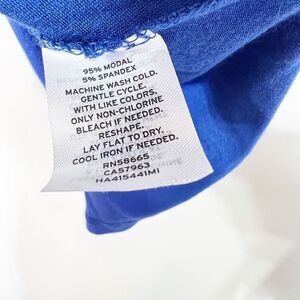 95% MODAL
5% SPANDEX
MACHINE WASH COLD.
GENTLE CYCLE.
WITH LIKE COLORS.
ONLY NON-CHLORINE
BLEACH IF NEEDED.
RESHAPE.
LAY FLAT TO DRY.
COOL IRON IF NEEDED.
RN58665
CA57963
HA415441MI